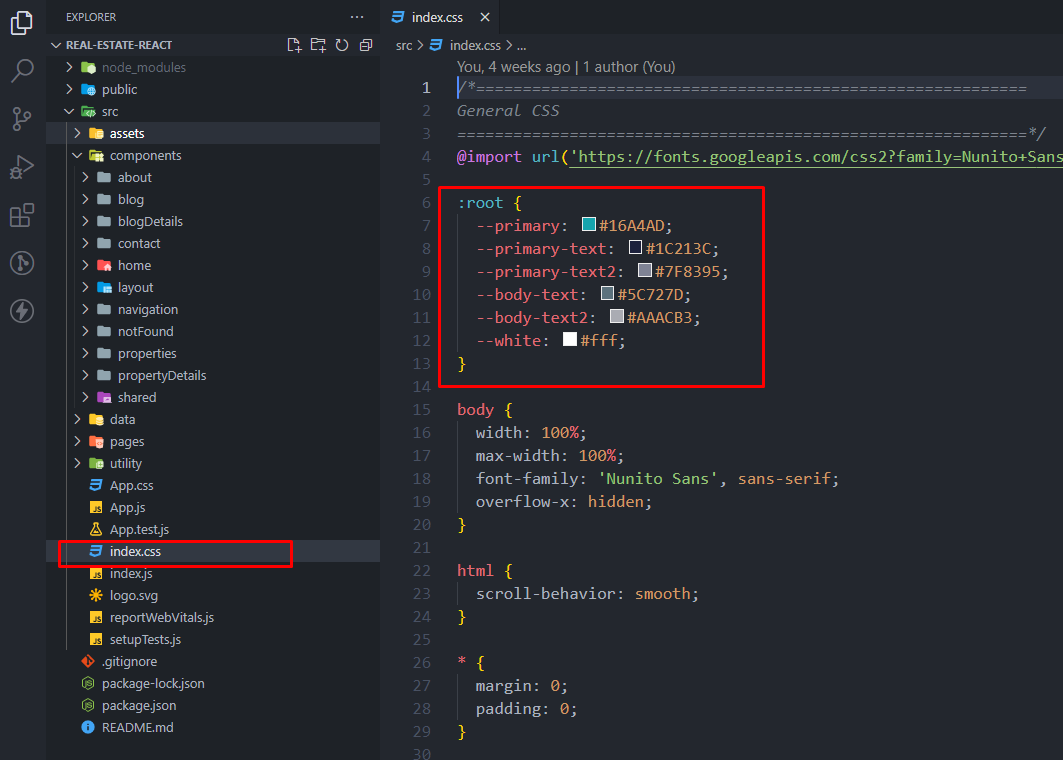 EXPLORER
REAL-ESTATE-REACT
node_modules
public
src
assets
components
about
blog
blogDetails
contact
home
layout
navigation
notFound
properties
propertyDetails
shared
data
pages
utility
App.css
App.js
App.test.js
index.css
index.js
logo.svg
reportWebVitals.js
setupTests.js
.gitignore
package-lock.json
package.json
README.md
index.css
src > index.css > ...
You, 4 weeks ago | 1 author (You)
1 /*===========================================================
2 General CSS
3 =============================================================*/
4 @import url('https://fonts.googleapis.com/css2?family=Nunito+Sans
5
6 :root {
7 --primary: #16A4AD;
8 --primary-text: #1C213C;
9 --primary-text2: #7F8395;
10 --body-text: #5C727D;
11 --body-text2: #AAACB3;
12 --white: #fff;
13 }
14
15 body {
16 width: 100%;
17 max-width: 100%;
18 font-family: 'Nunito Sans', sans-serif;
19 overflow-x: hidden;
20 }
21
22 html {
23 scroll-behavior: smooth;
24 }
25
26 * {
27 margin: 0;
28 padding: 0;
29 }
30